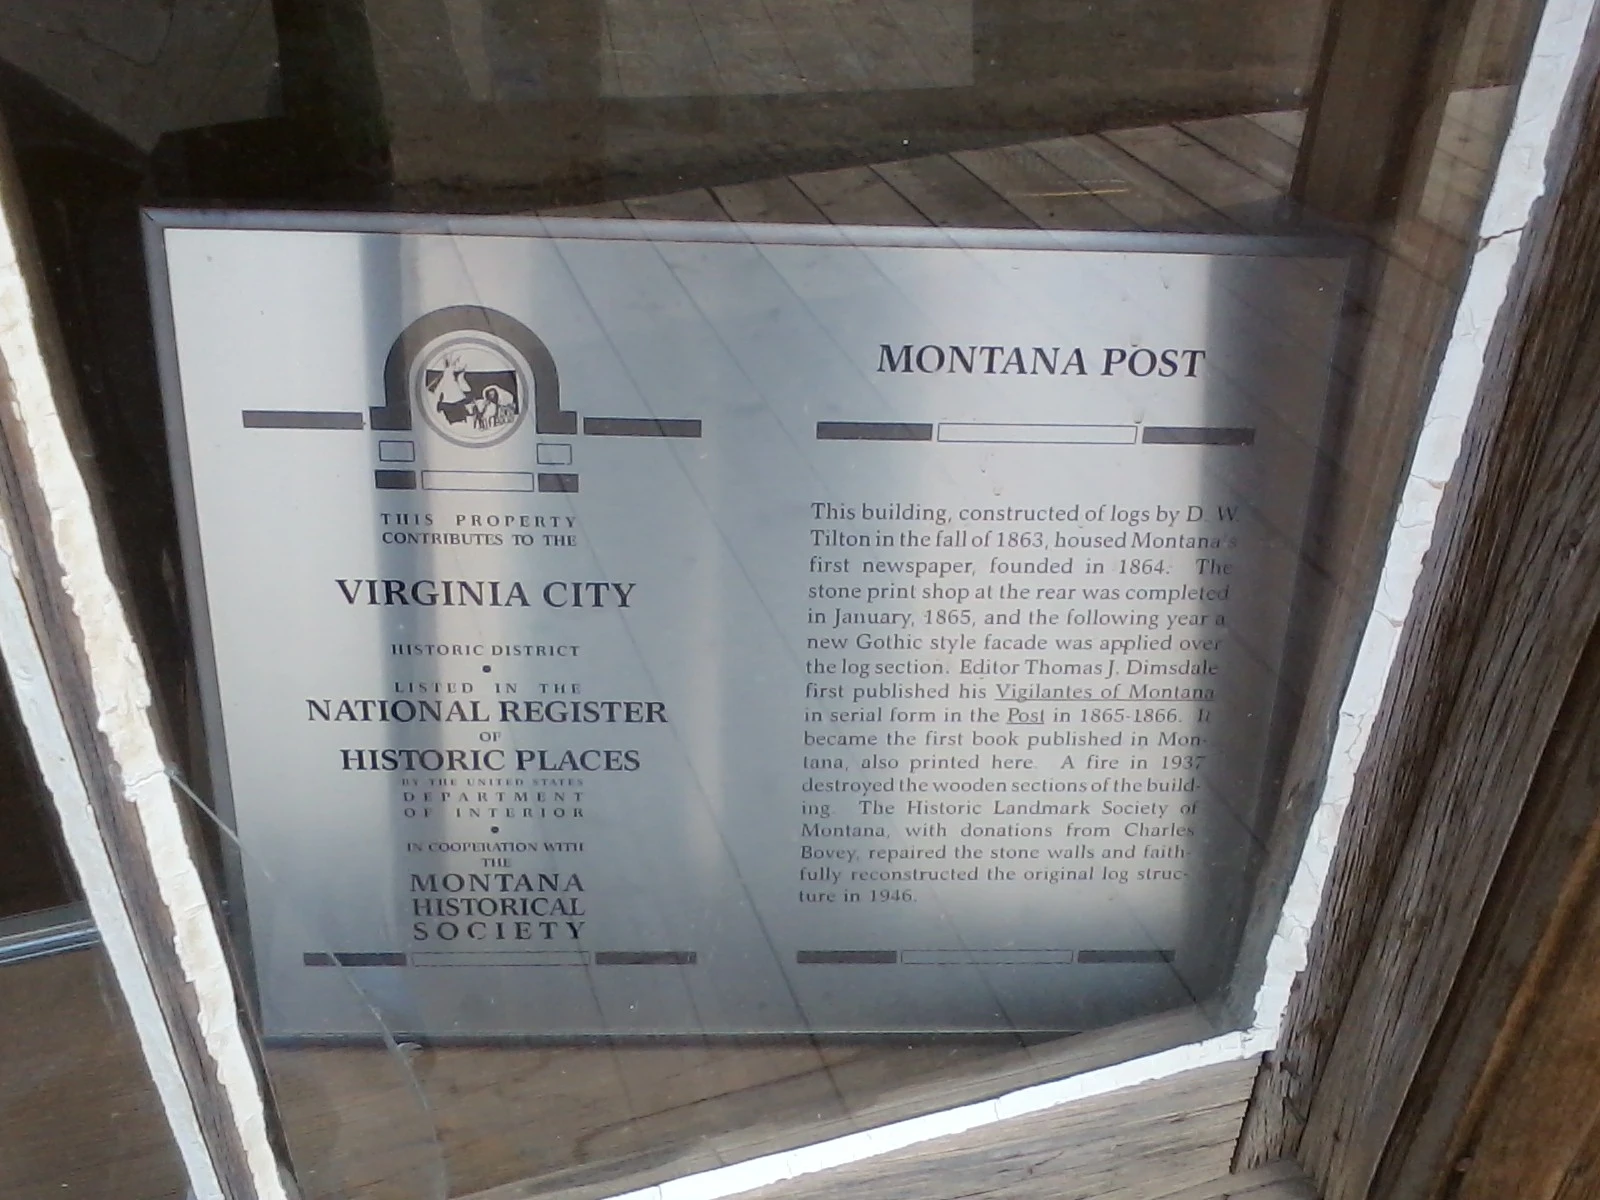 THIS PROPERTY
CONTRIBUTES TO THE
VIRGINIA CITY
HISTORIC DISTRICT
LISTED IN THE
NATIONAL REGISTER
OF
HISTORIC PLACES
BY THE UNITED STATES
DEPARTMENT
OF INTERIOR
IN COOPERATION WITH
THE
MONTANA
HISTORICAL
SOCIETY
MONTANA POST
This building, constructed of logs by D. W.
Tilton in the fall of 1863, housed Montana's
first newspaper, founded in 1864. The
stone print shop at the rear was completed
in January, 1865, and the following year a
new Gothic style facade was applied over
the log section. Editor Thomas J. Dimsdale
first published his Vigilantes of Montana
in serial form in the Post in 1865-1866. It
became the first book published in Mon-
tana, also printed here. A fire in 1937
destroyed the wooden sections of the build-
ing. The Historic Landmark Society of
Montana, with donations from Charles
Bovey, repaired the stone walls and faith-
fully reconstructed the original log struc-
ture in 1946.